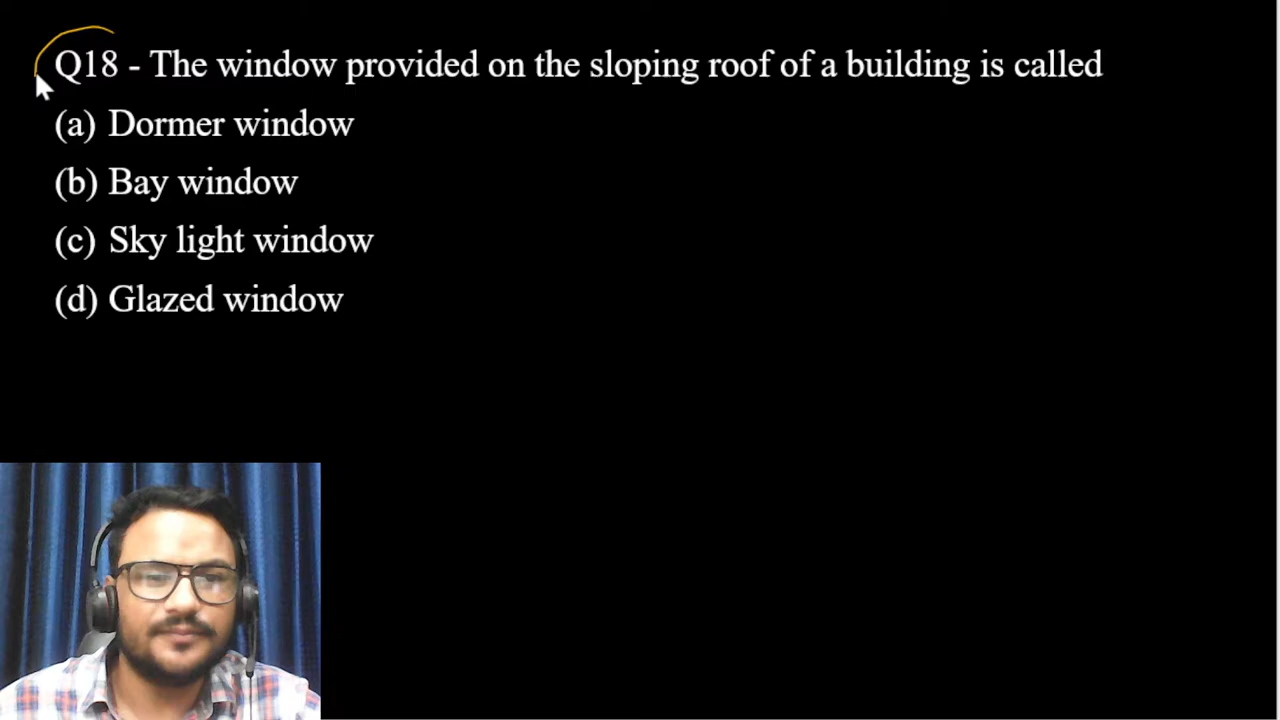 Q18 - The window provided on the sloping roof of a building is called
(a) Dormer window
(b) Bay window
(c) Sky light window
(d) Glazed window